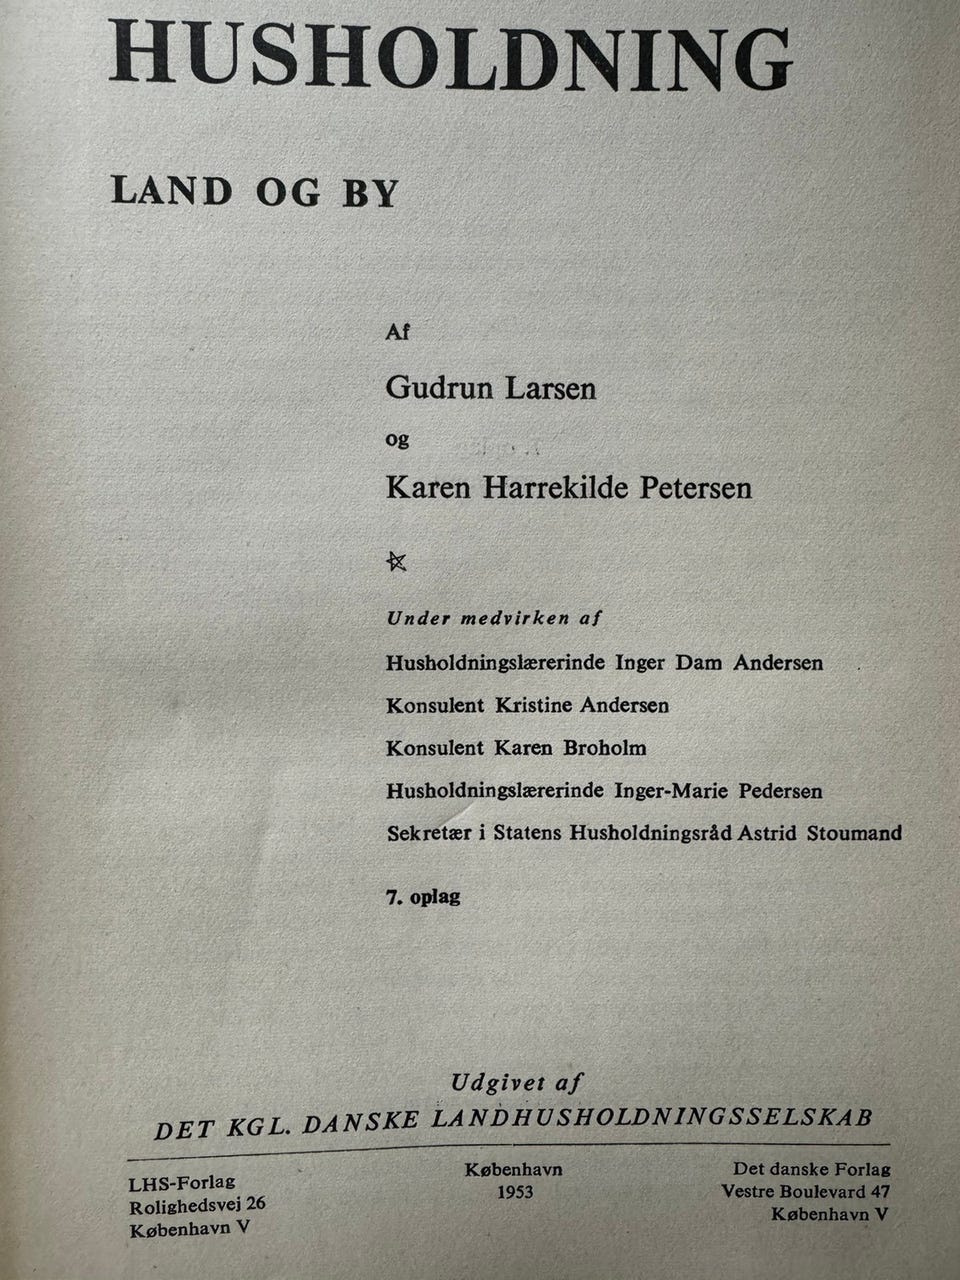 HUSHOLDNING
LAND OG BY
Af
Gudrun Larsen
og
Karen Harrekilde Petersen
Under medvirken af
Husholdningslærerinde Inger Dam Andersen
Konsulent Kristine Andersen
Konsulent Karen Broholm
Husholdningslærerinde Inger-Marie Pedersen
Sekretær i Statens Husholdningsråd Astrid Stoumand
7. oplag
Udgivet af
DET KGL. DANSKE LANDHUSHOLDNINGSSELSKAB
LHS-Forlag
Rolighedsvej 26
København V
København
1953
Det danske Forlag
Vestre Boulevard 47
København V